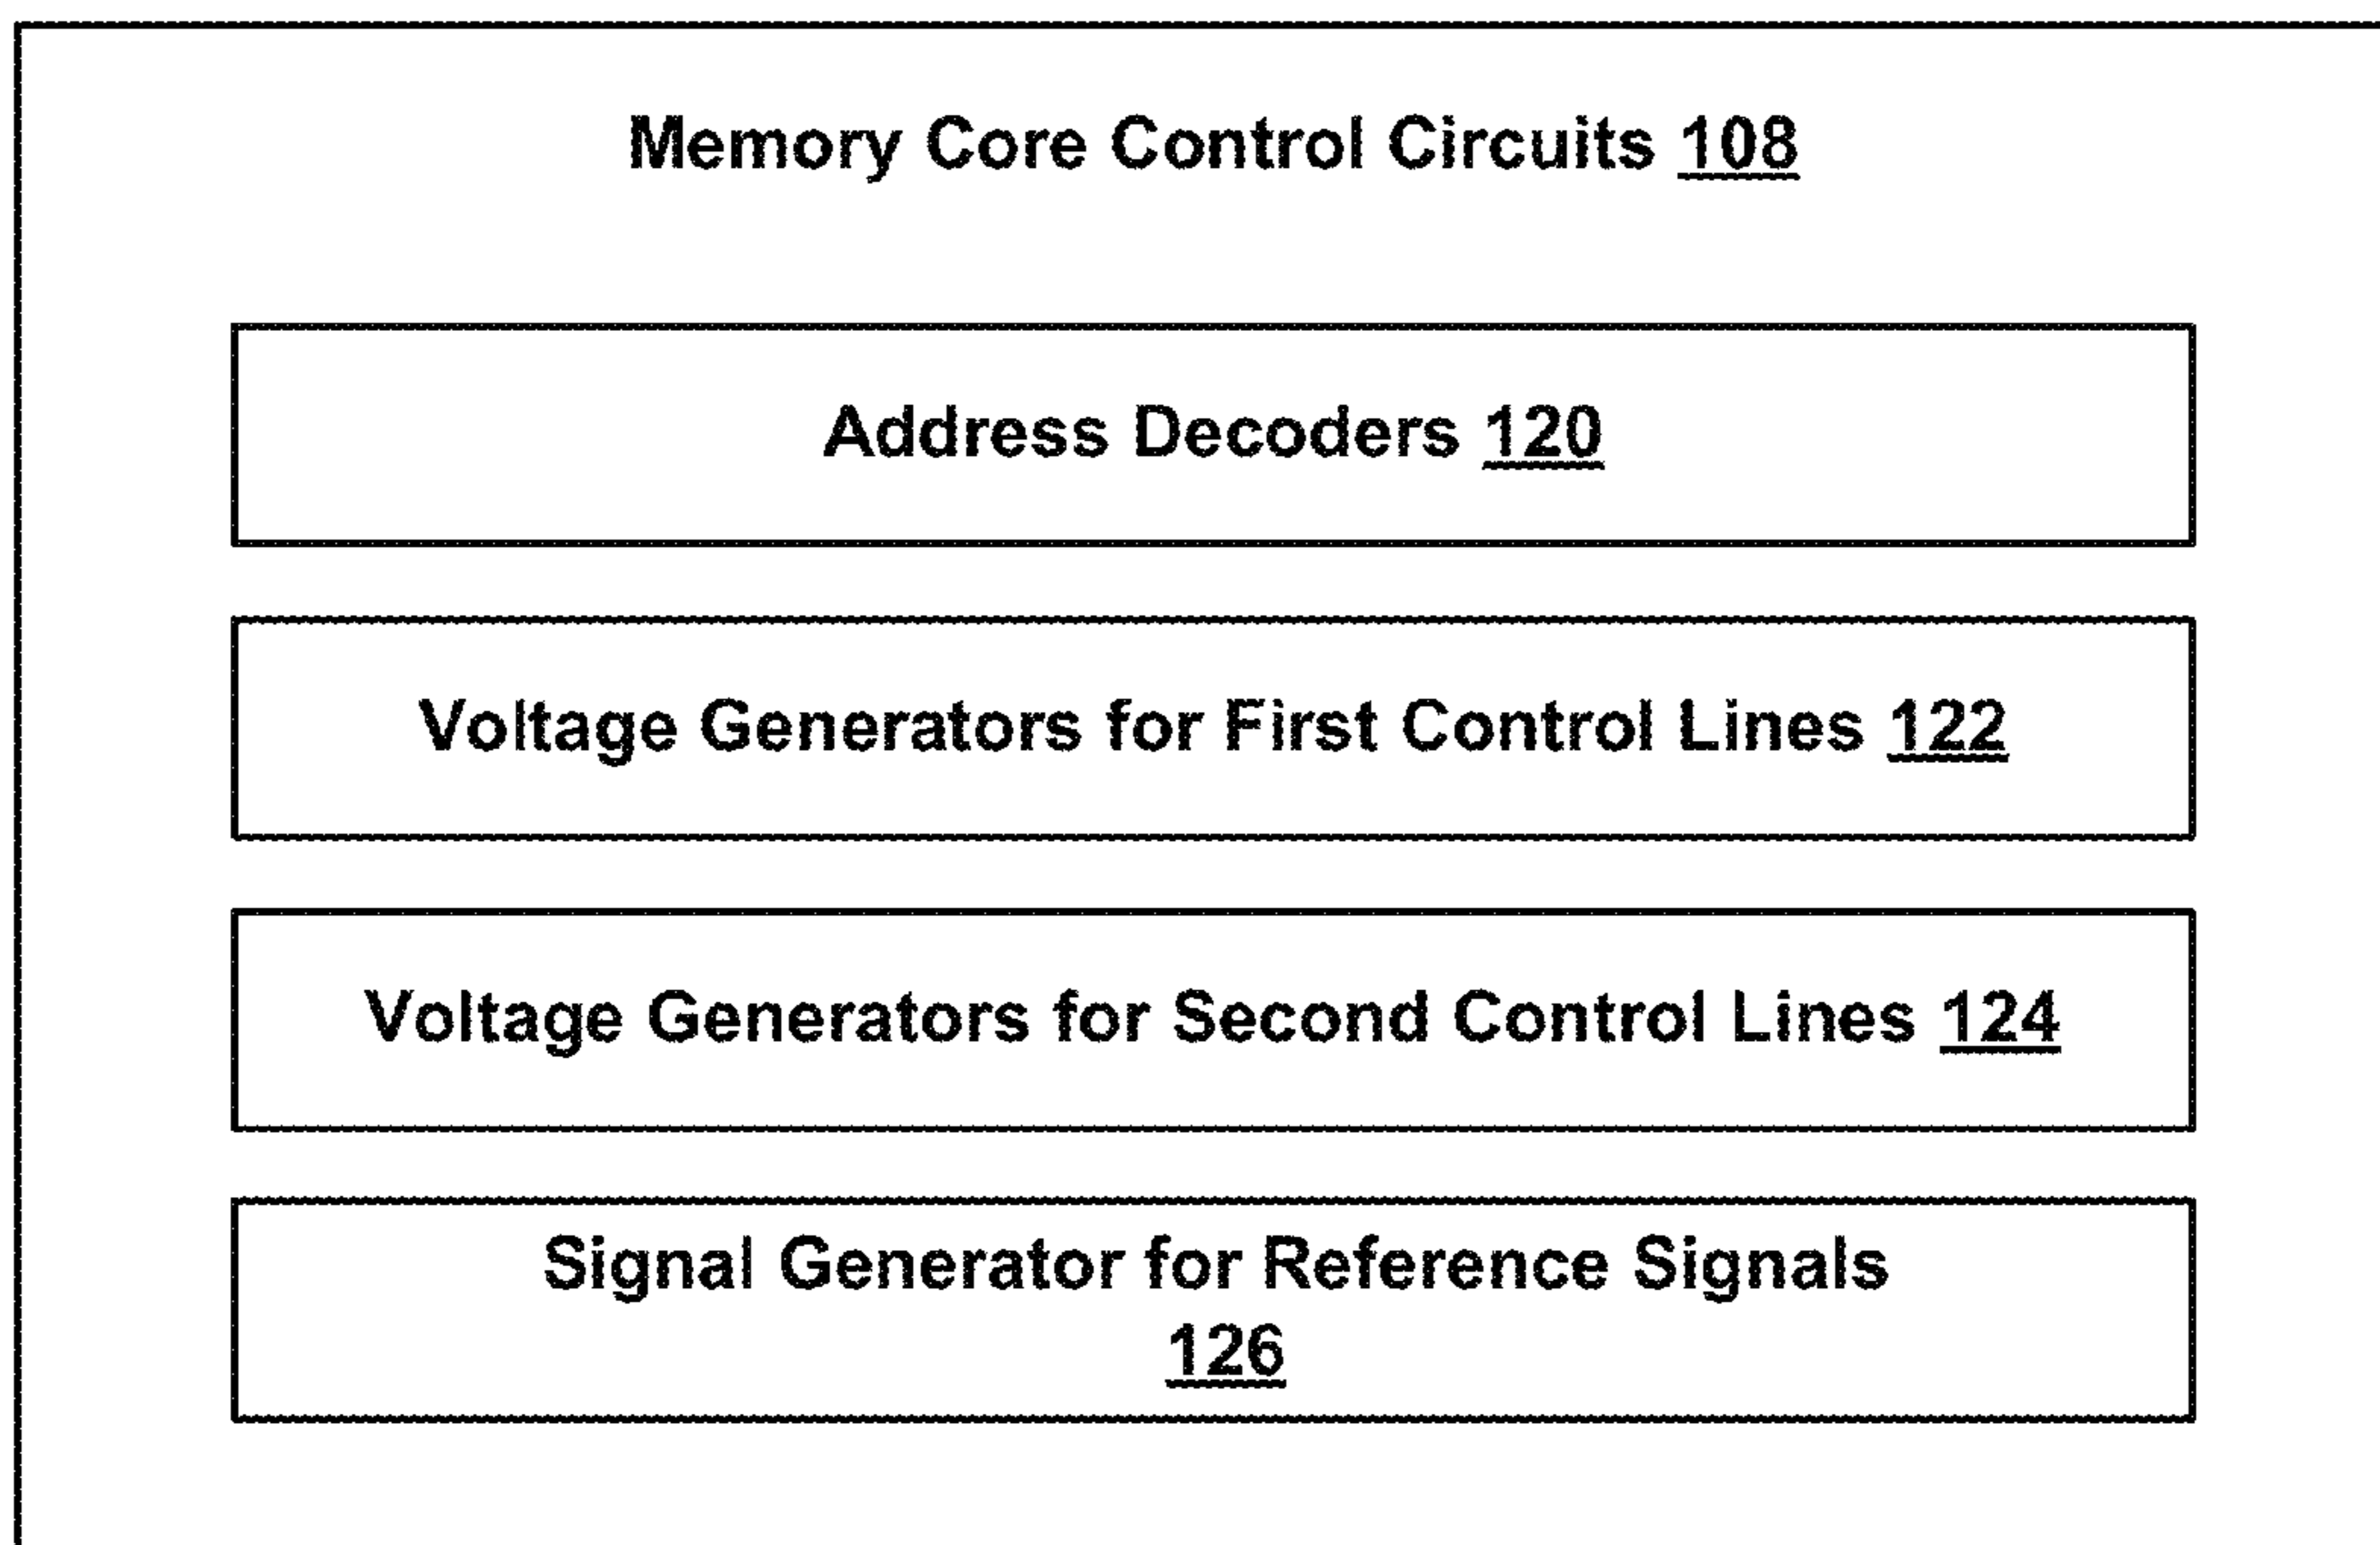 Memory Core Control Circuits 108
Address Decoders 120
Voltage Generators for First Control Lines 122
Voltage Generators for Second Control Lines 124
Signal Generator for Reference Signals
126